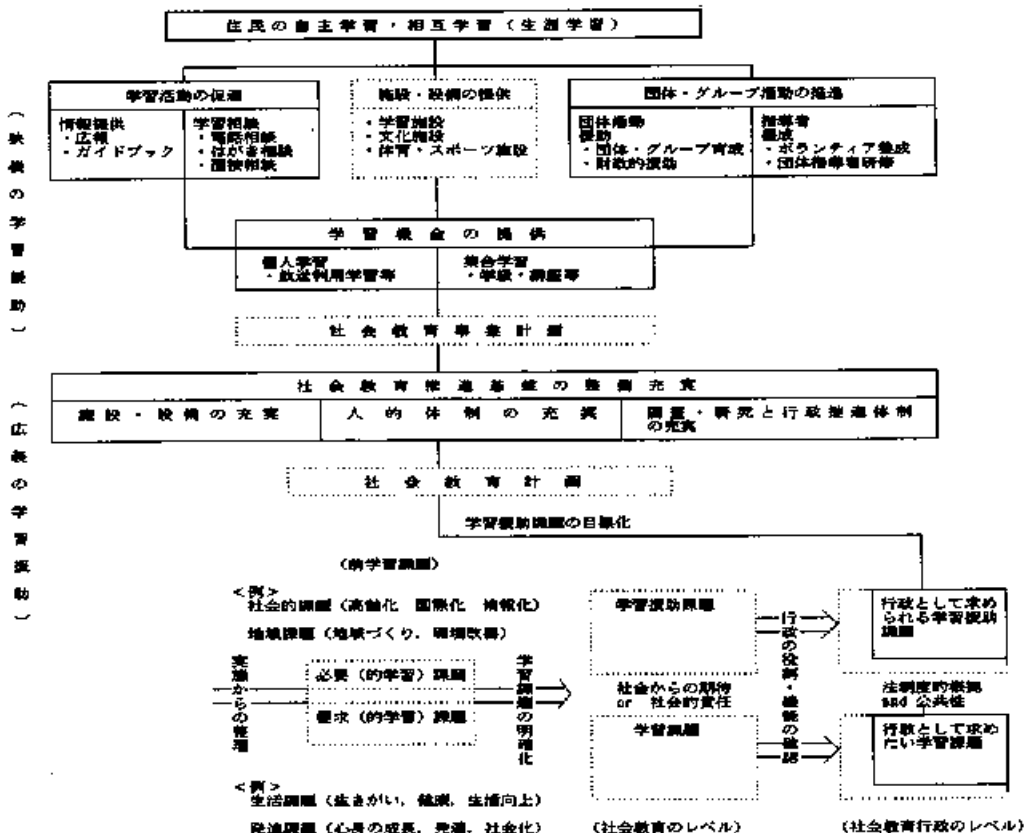 住民の自主学習・相互学習（生涯学習）
学習活動の促進
情報提供
・広報
・ガイドブック
学習相談
・電話相談
・はがき相談
・面接相談
施設・設備の提供
・学習施設
・文化施設
・体育・スポーツ施設
団体・グループ活動の推進
団体活動
援助
・団体・グループ育成
・財政的援助
指導者
養成
・ボランティア養成
・団体指導者研修
（狭義の学習援助）
学習機会の提供
個人学習
・放送利用学習等
集合学習
・学級・講座等
社会教育事業計画
社会教育推進基盤の整備充実
施設・設備の充実
人的体制の充実
調査・研究と行政推進体制
の充実
（広義の学習援助）
社会教育計画
学習援助課題の目標化
（前学習課題）
＜例＞
社会的課題（高齢化　国際化　情報化）
地域課題（地域づくり，環境改善）
実施からの整理
必要（的学習）課題
要求（的学習）課題
学習課題の明確化
＜例＞
生活課題（生きがい，健康，生活向上）
発達課題（心身の成長，発達，社会化）
学習援助課題
社会からの期待
or 社会的責任
学習課題
（社会教育のレベル）
行政の役割・機能の確認
行政として求め
られる学習援助
課題
法制度的根拠
and 公共性
行政として求め
たい学習課題
（社会教育行政のレベル）